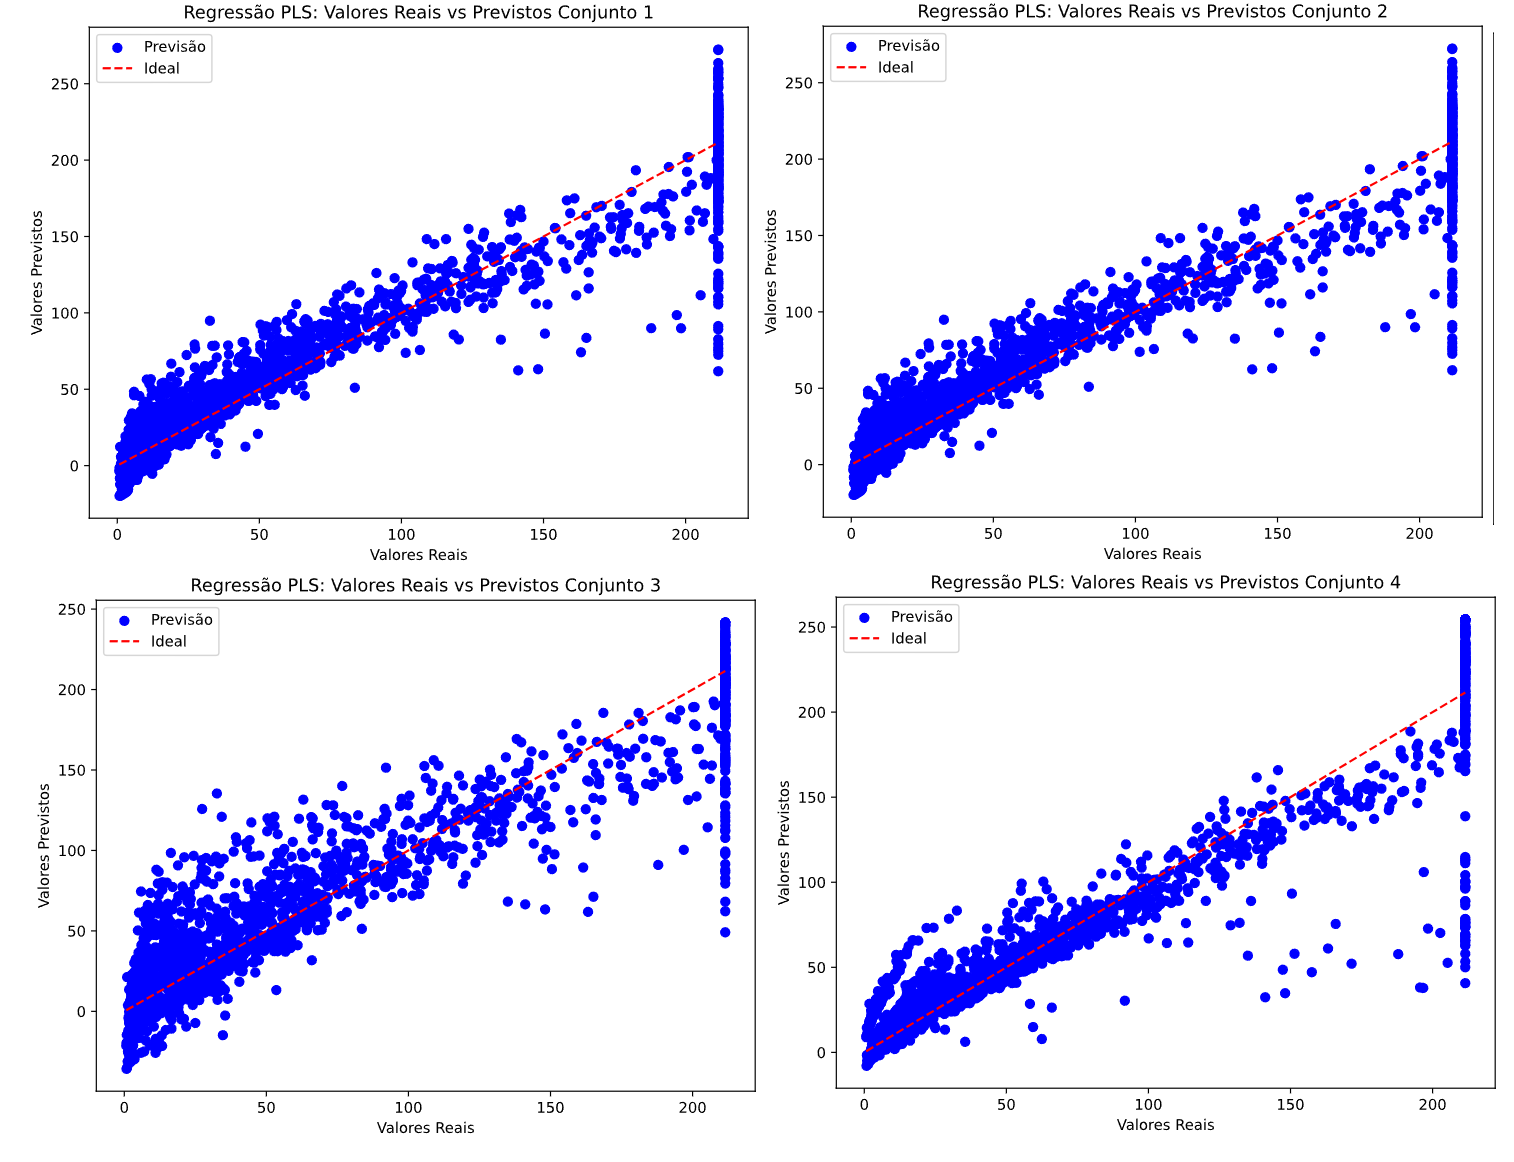 Regressão PLS: Valores Reais vs Previstos Conjunto 1
Previsão
Ideal
250
200
150
100
50
0
Valores Previstos
0 50 100 150 200
Valores Reais
Regressão PLS: Valores Reais vs Previstos Conjunto 2
Previsão
Ideal
250
200
150
100
50
0
Valores Previstos
0 50 100 150 200
Valores Reais
Regressão PLS: Valores Reais vs Previstos Conjunto 3
Previsão
Ideal
250
200
150
100
50
0
Valores Previstos
0 50 100 150 200
Valores Reais
Regressão PLS: Valores Reais vs Previstos Conjunto 4
Previsão
Ideal
250
200
150
100
50
0
Valores Previstos
0 50 100 150 200
Valores Reais